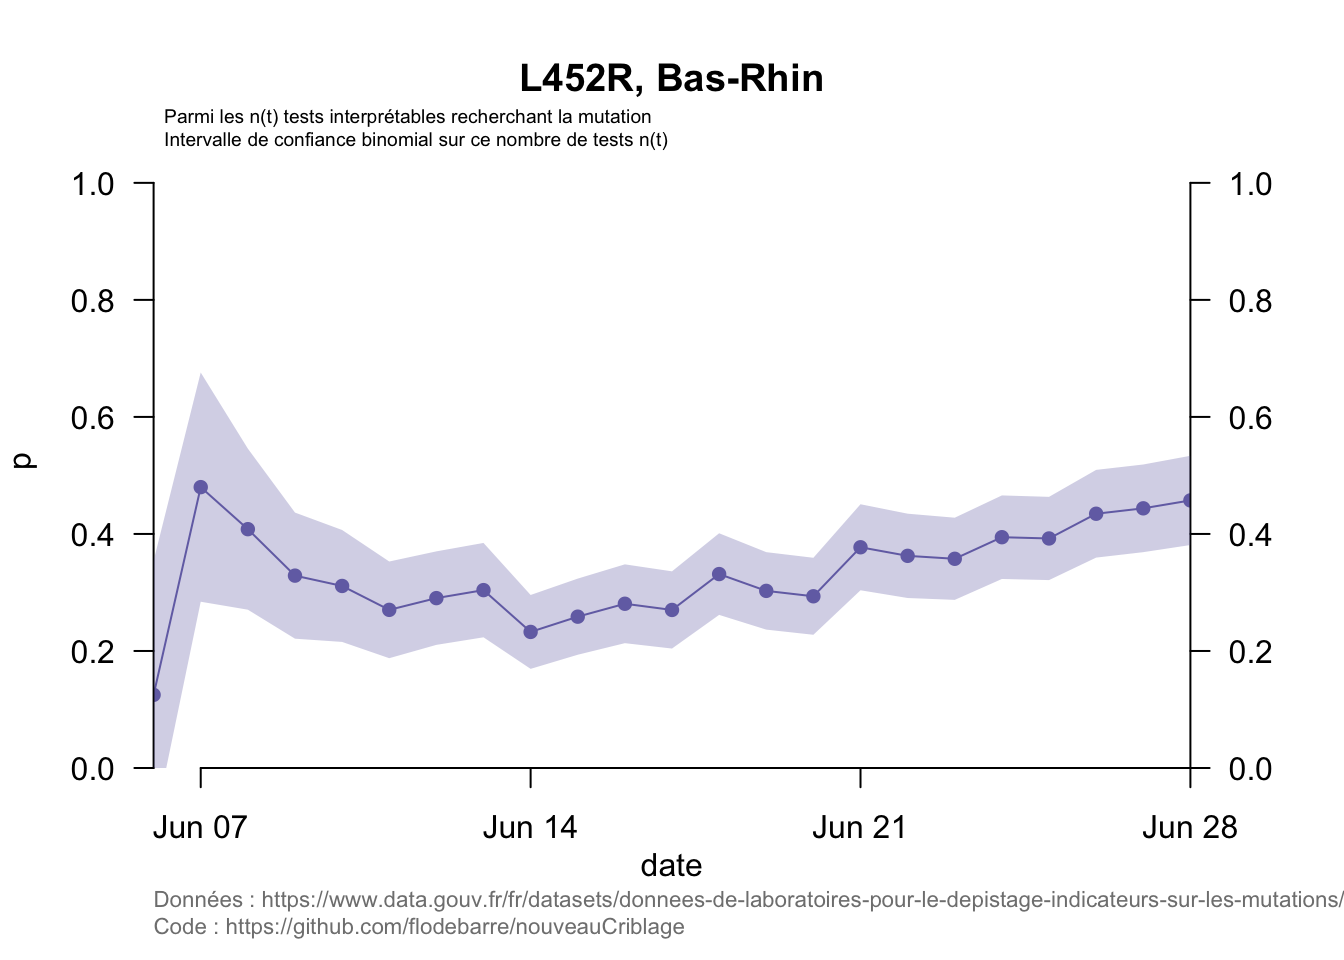 L452R, Bas-Rhin
Parmi les n(t) tests interprétables recherchant la mutation
Intervalle de confiance binomial sur ce nombre de tests n(t)
1.0 1.0
0.8 0.8
0.6 0.6
p
0.4 0.4
0.2 0.2
0.0 0.0
Jun 07 Jun 14 Jun 21 Jun 28
date
Données : https://www.data.gouv.fr/fr/datasets/donnees-de-laboratoires-pour-le-depistage-indicateurs-sur-les-mutations/
Code : https://github.com/flodebarre/nouveauCriblage